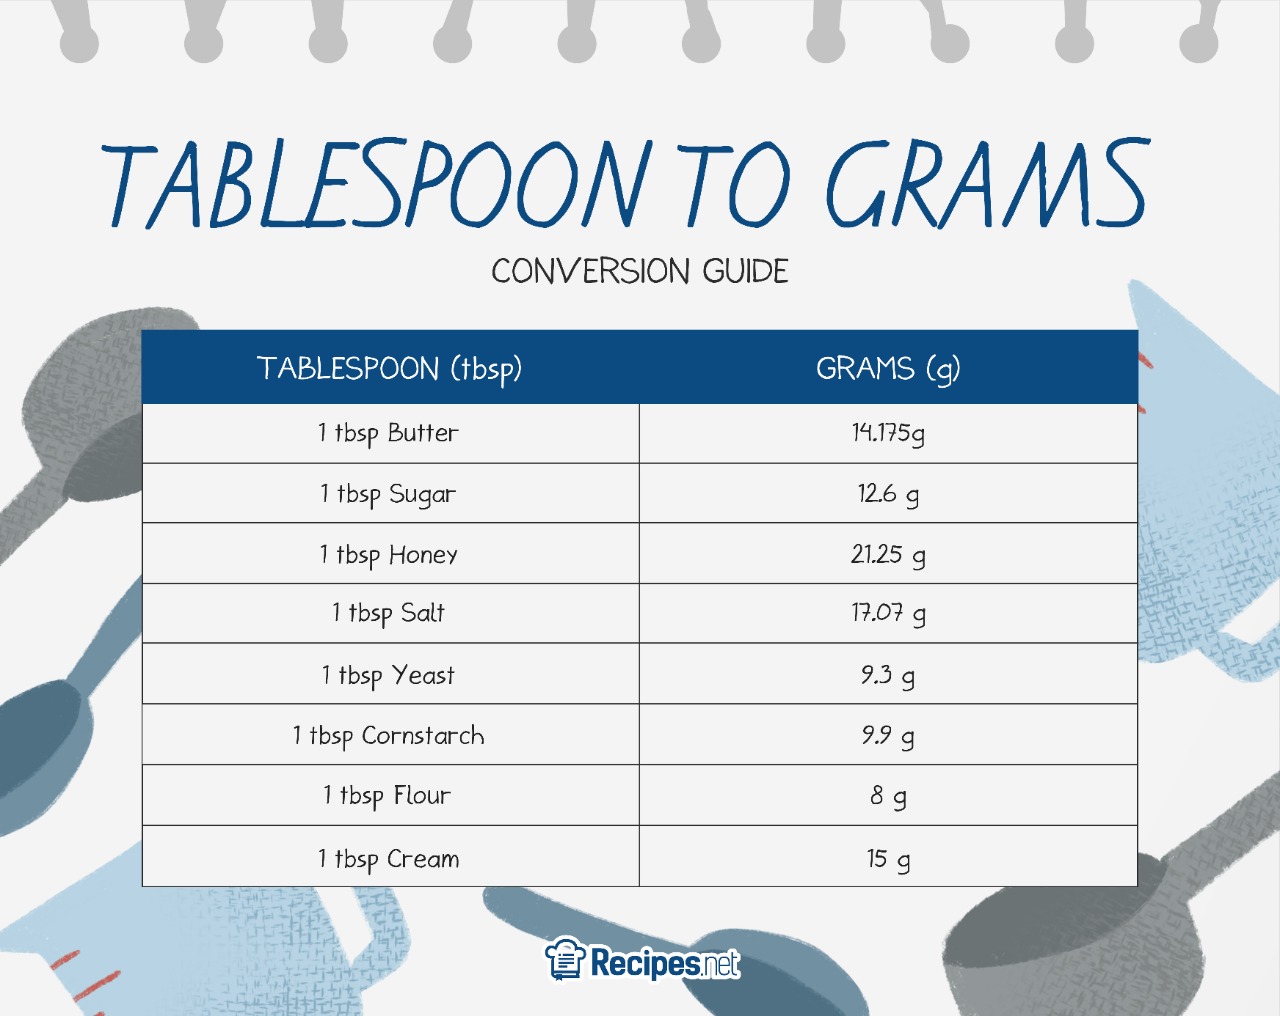 TABLESPOON TO GRAMS
CONVERSION GUIDE
TABLESPOON (tbsp) GRAMS (g)
1 tbsp Butter 14.175g
1 tbsp Sugar 12.6 g
1 tbsp Honey 21.25 g
1 tbsp Salt 17.07 g
1 tbsp Yeast 9.3 g
1 tbsp Cornstarch 9.9 g
1 tbsp Flour 8 g
1 tbsp Cream 15 g
Recipes.net